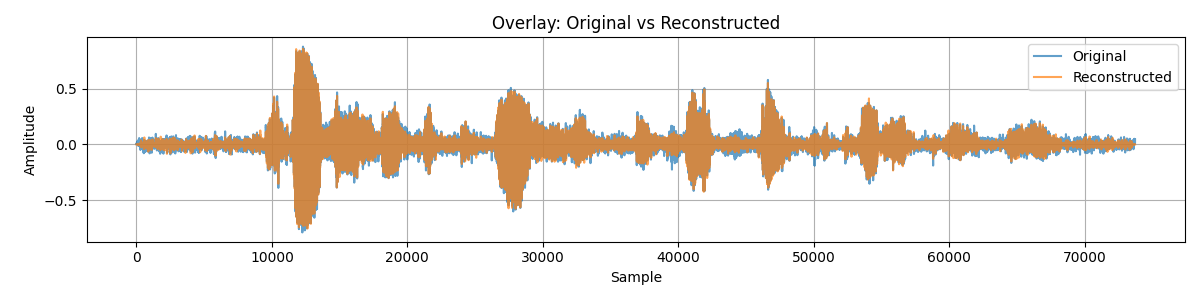 Overlay: Original vs Reconstructed
Original
Reconstructed
Amplitude
0.5
0.0
−0.5
0 10000 20000 30000 40000 50000 60000 70000
Sample